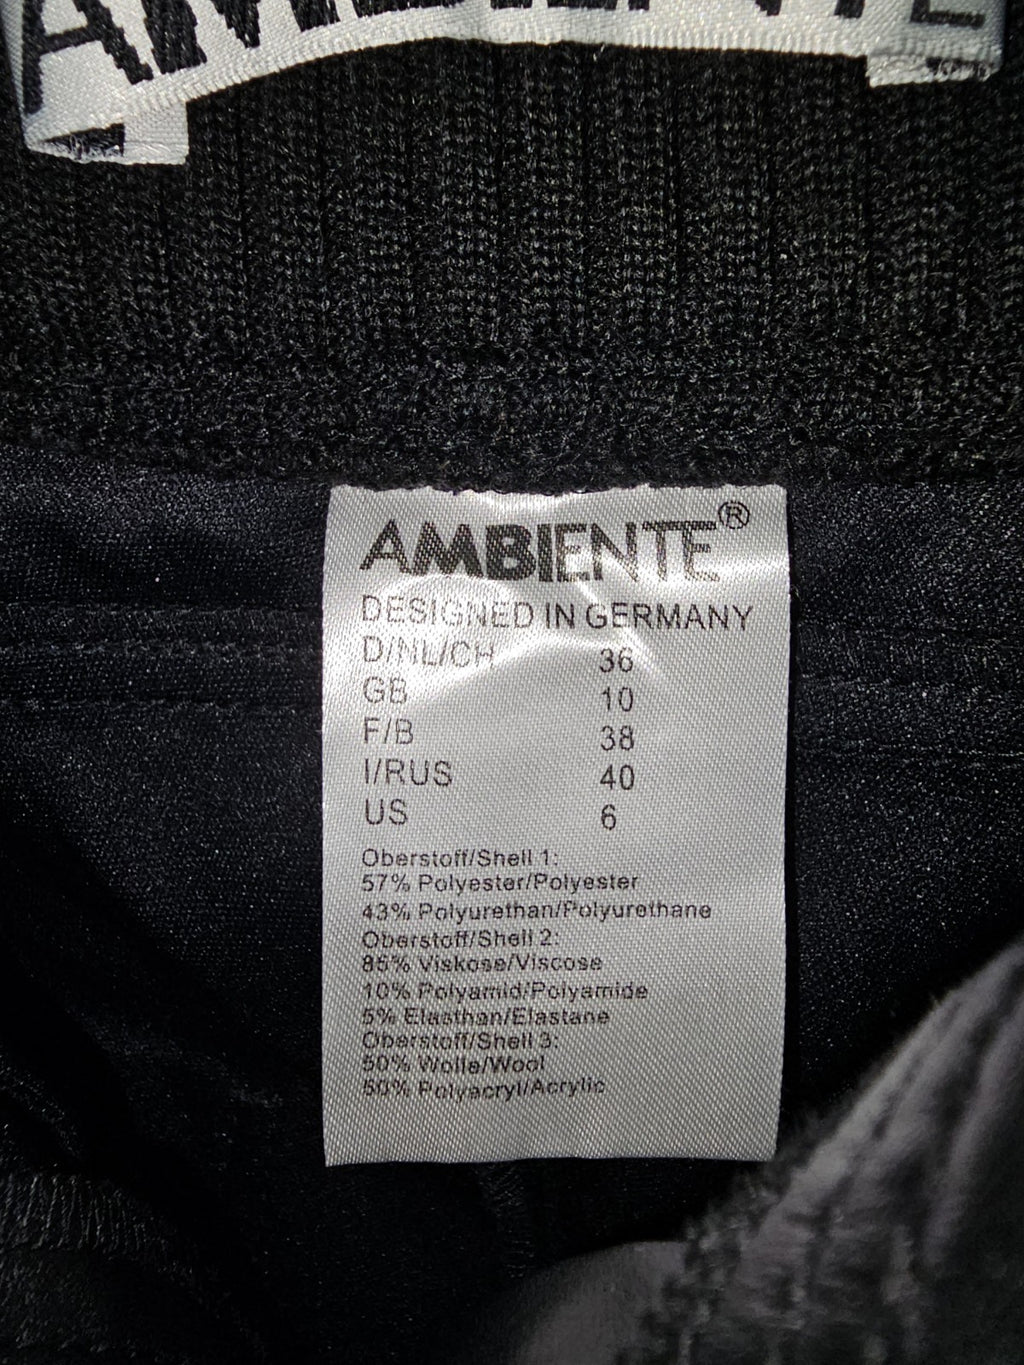 AMBIENTE
AMBIENTE®
DESIGNED IN GERMANY
D/NL/CH 36
GB 10
F/B 38
I/RUS 40
US 6
Oberstoff/Shell 1:
57% Polyester/Polyester
43% Polyurethan/Polyurethane
Oberstoff/Shell 2:
85% Viskose/Viscose
10% Polyamid/Polyamide
5% Elasthan/Elastane
Oberstoff/Shell 3:
50% Wolle/Wool
50% Polyacryl/Acrylic